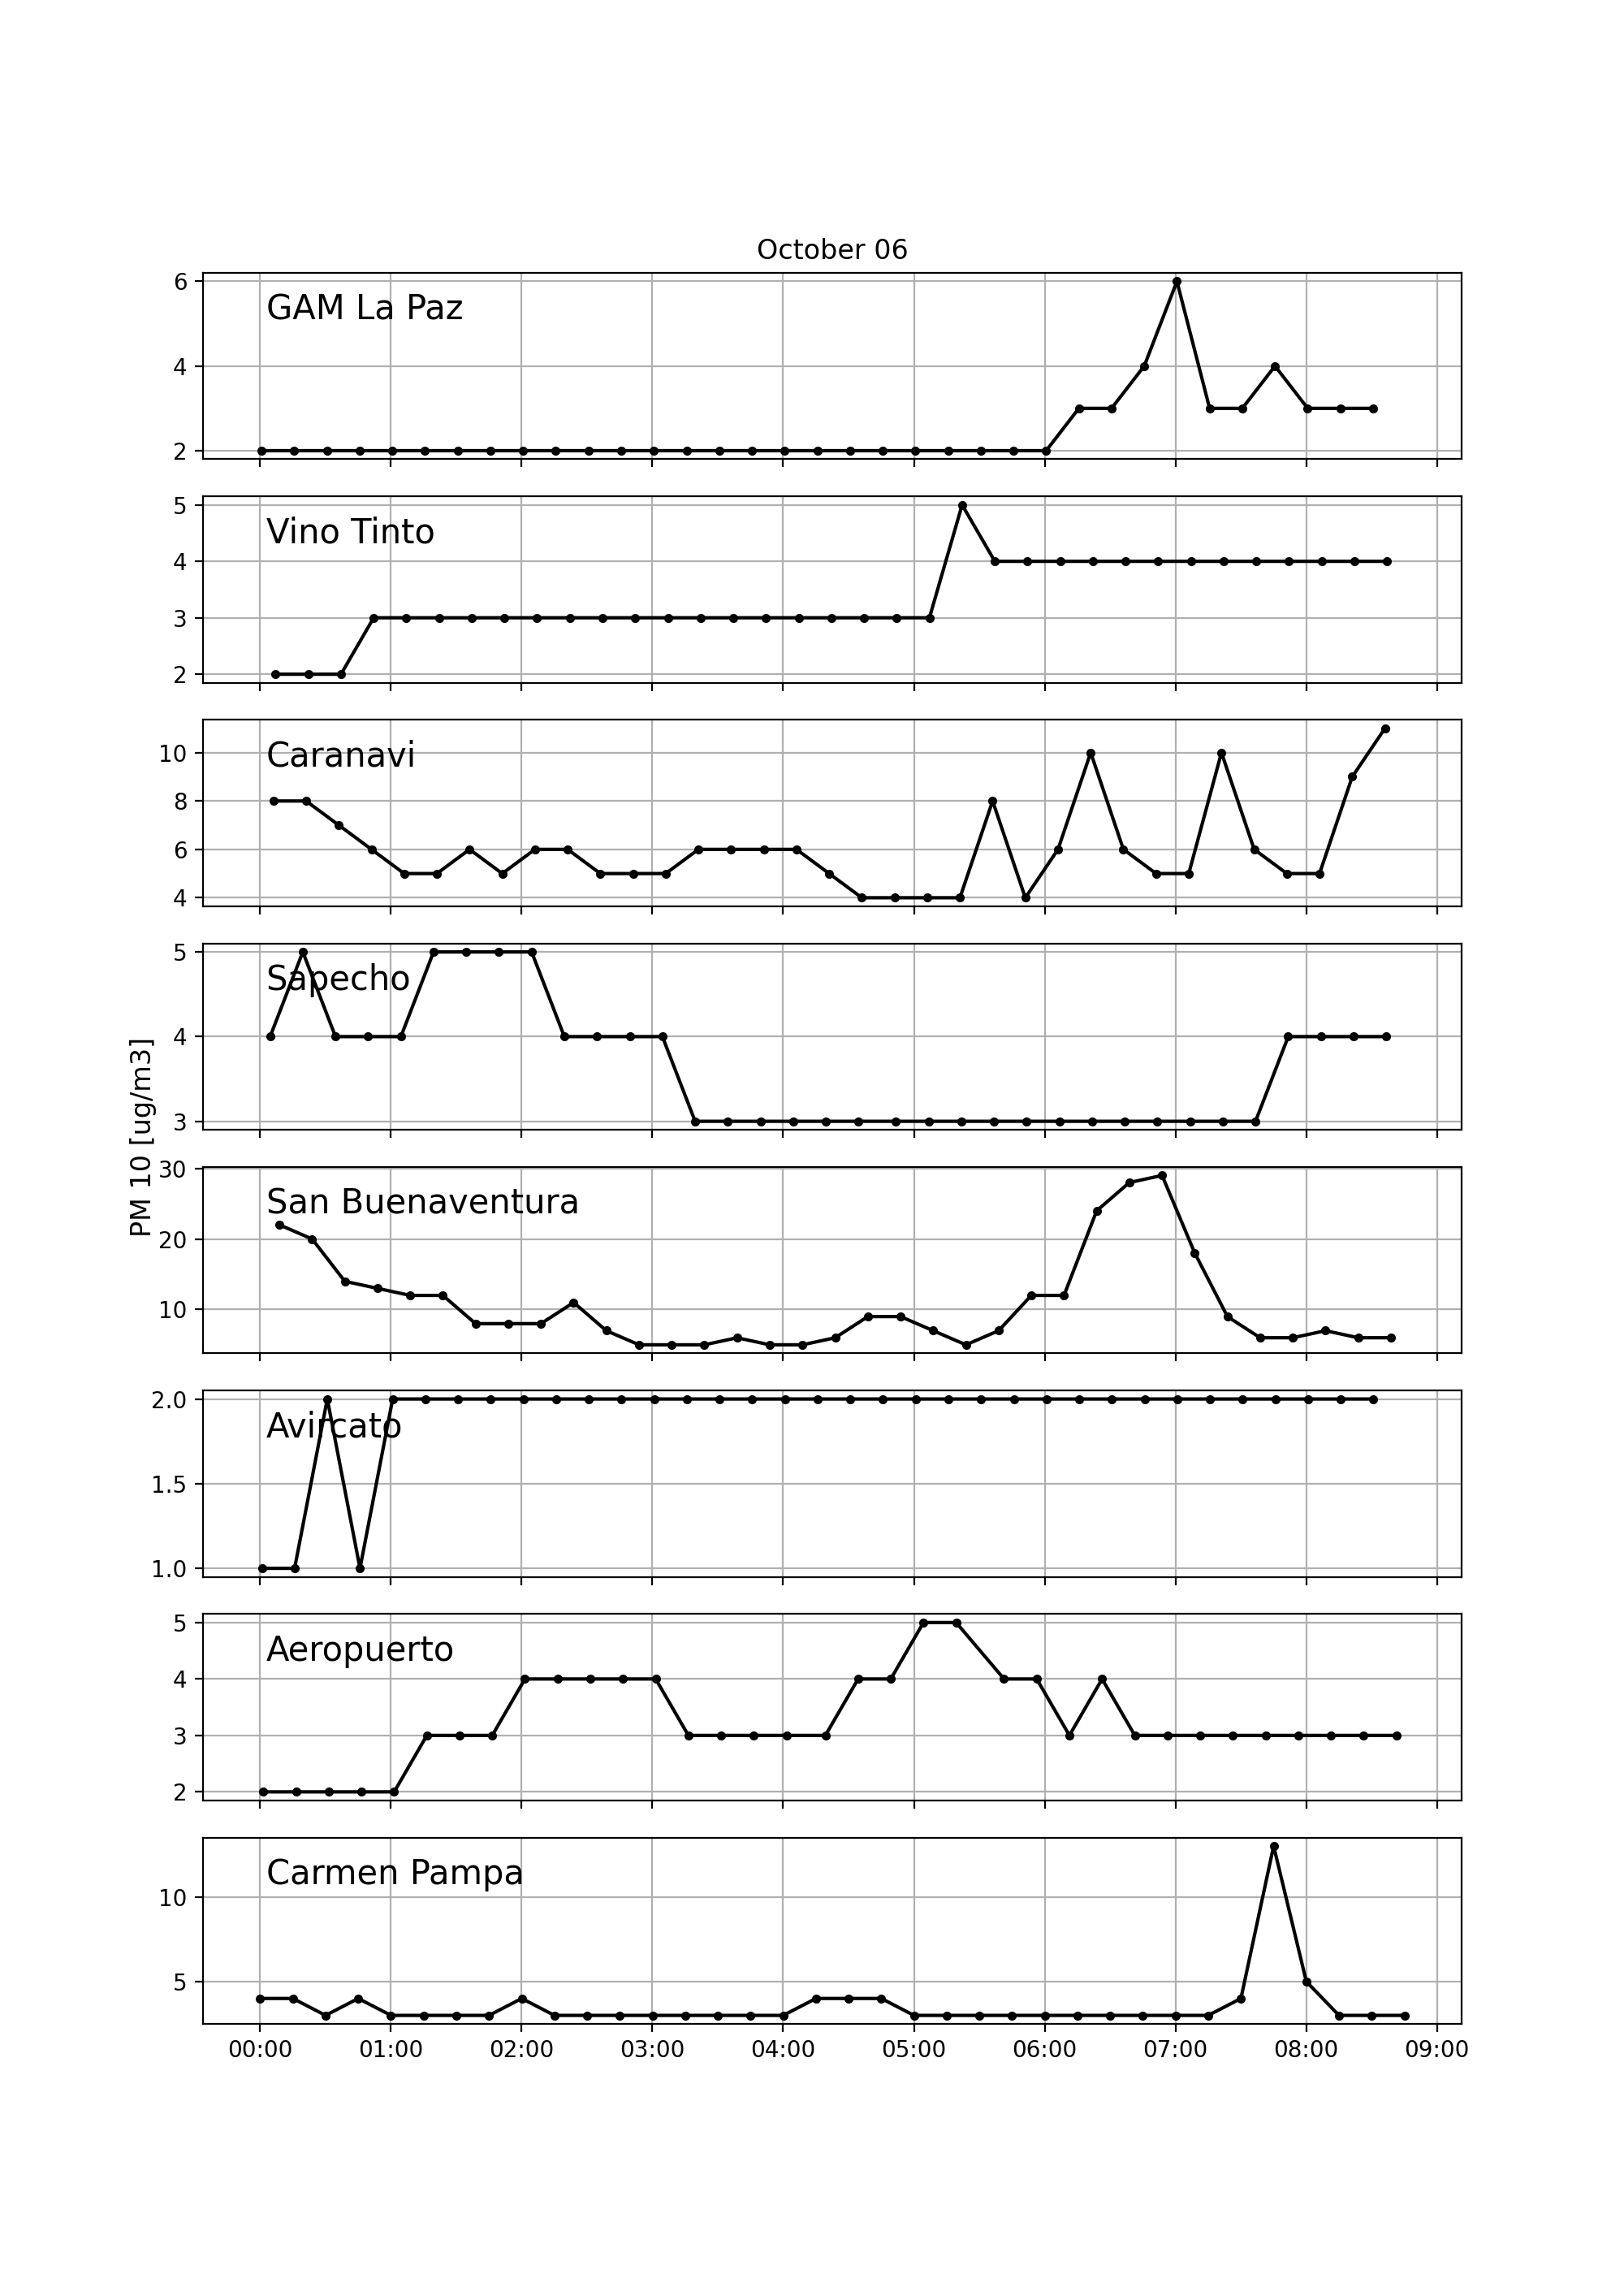 October 06
PM 10 [ug/m3]
GAM La Paz
6
4
2
Vino Tinto
5
4
3
2
Caranavi
10
8
6
4
Sapecho
5
4
3
San Buenaventura
30
20
10
Avircato
2.0
1.5
1.0
Aeropuerto
5
4
3
2
Carmen Pampa
10
5
00:00 01:00 02:00 03:00 04:00 05:00 06:00 07:00 08:00 09:00